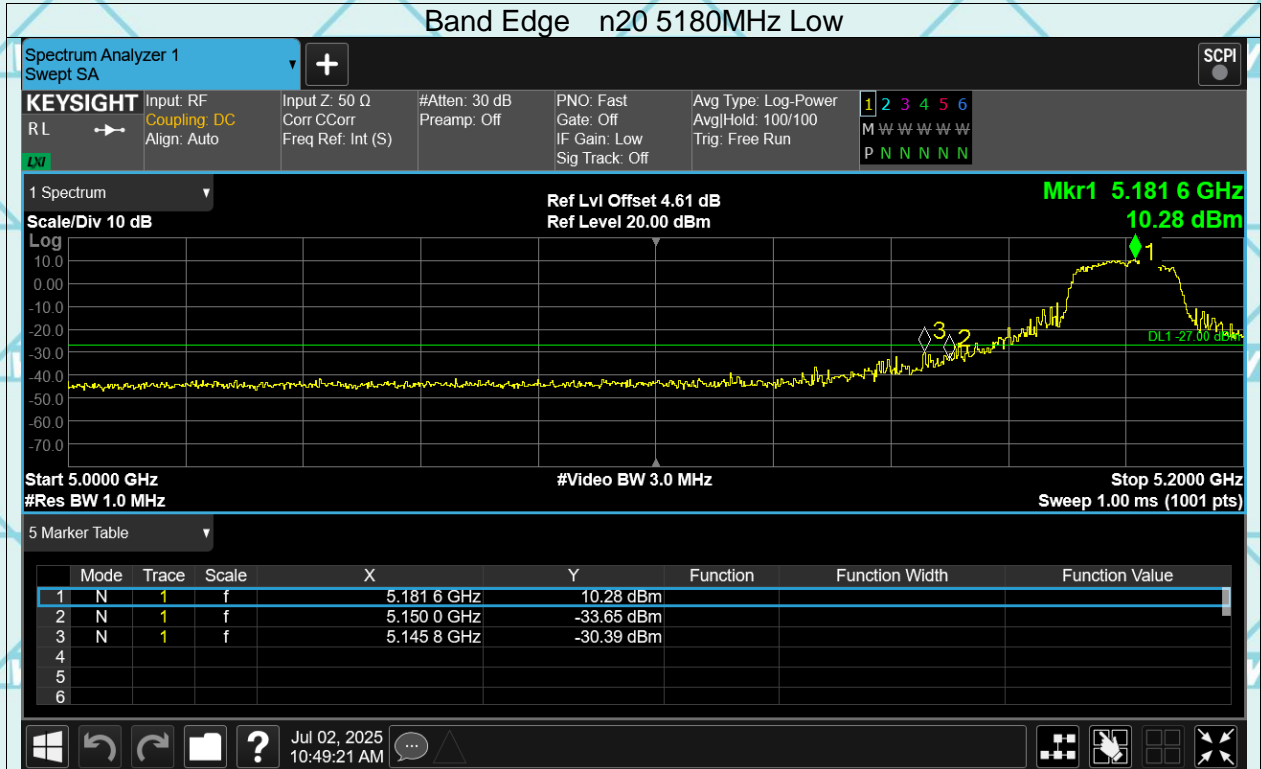 Band Edge n20 5180MHz Low
Spectrum Analyzer 1
Swept SA
SCPI
KEYSIGHT
RL
LXI
Input: RF
Coupling: DC
Align: Auto
Input Z: 50 Ω
Corr CCorr
Freq Ref: Int (S)
#Atten: 30 dB
Preamp: Off
PNO: Fast
Gate: Off
IF Gain: Low
Sig Track: Off
Avg Type: Log-Power
Avg|Hold: 100/100
Trig: Free Run
1 2 3 4 5 6
M W W W W W
P N N N N N
1 Spectrum
Scale/Div 10 dB
Ref Lvl Offset 4.61 dB
Ref Level 20.00 dBm
Mkr1 5.181 6 GHz
10.28 dBm
Log
10.0
0.00
-10.0
-20.0
-30.0
-40.0
-50.0
-60.0
-70.0
1
3
2
DL1 -27.00 dBm
Start 5.0000 GHz
#Res BW 1.0 MHz
#Video BW 3.0 MHz
Stop 5.2000 GHz
Sweep 1.00 ms (1001 pts)
5 Marker Table
Mode Trace Scale X Y Function Function Width Function Value
1 N 1 f 5.181 6 GHz 10.28 dBm
2 N 1 f 5.150 0 GHz -33.65 dBm
3 N 1 f 5.145 8 GHz -30.39 dBm
4
5
6
?
Jul 02, 2025
10:49:21 AM